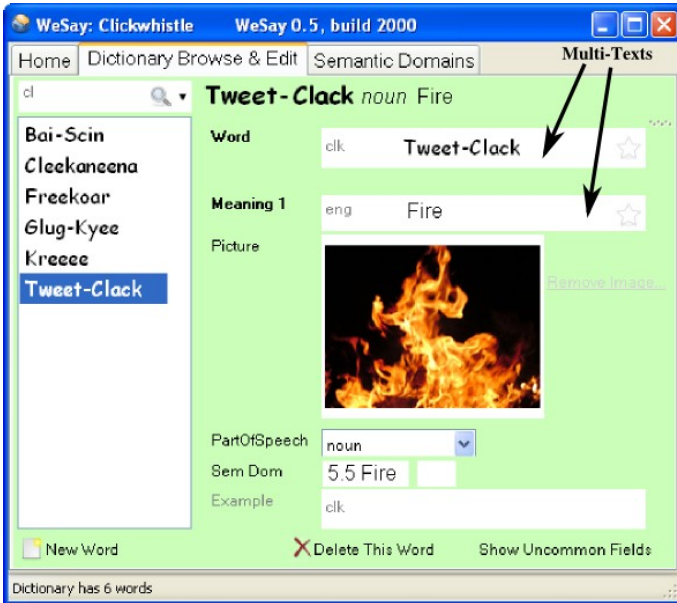 WeSay: Clickwhistle WeSay 0.5, build 2000
Home Dictionary Browse & Edit Semantic Domains Multi-Texts
cl Tweet-Clack noun Fire
Bai-Scin
Cleekaneena
Freekoar
Glug-Kyee
Kreeee
Tweet-Clack
Word clk Tweet-Clack
Meaning 1 eng Fire
Picture
Remove Image...
PartOfSpeech noun
Sem Dom 5.5 Fire
Example clk
New Word Delete This Word Show Uncommon Fields
Dictionary has 6 words